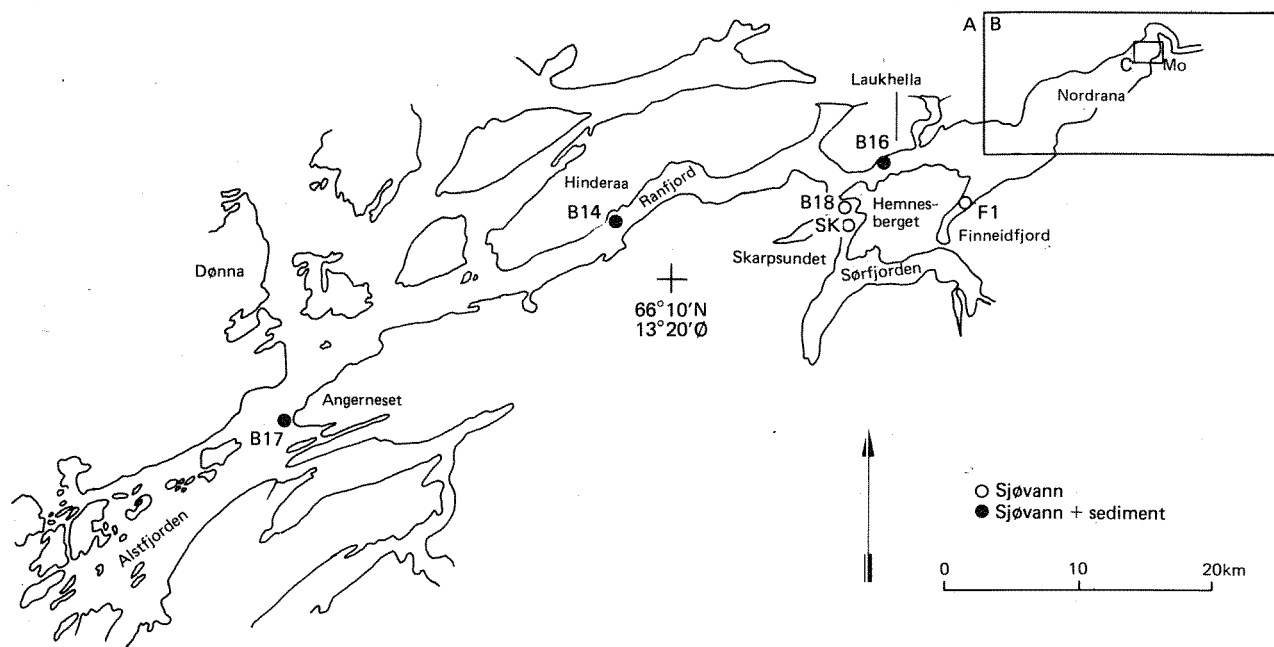 A B
C Mo
Laukhella
Nordrana
B16
Hinderaa
Ranfjord
B14
B18
Hemnes-
berget
F1
SK
Finneidfjord
Skarpsundet
Sørfjorden
Dønna
66°10'N
13°20'Ø
Angerneset
B17
Alstfjorden
Sjøvann
Sjøvann + sediment
0 10 20km